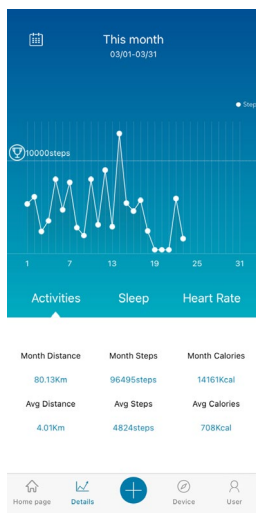 This month
03/01-03/31
Step
10000steps
1 7 13 19 25 31
Activities Sleep Heart Rate
Month Distance Month Steps Month Calories
80.13Km 96495steps 14161Kcal
Avg Distance Avg Steps Avg Calories
4.01Km 4824steps 708Kcal
Home page Details Device User